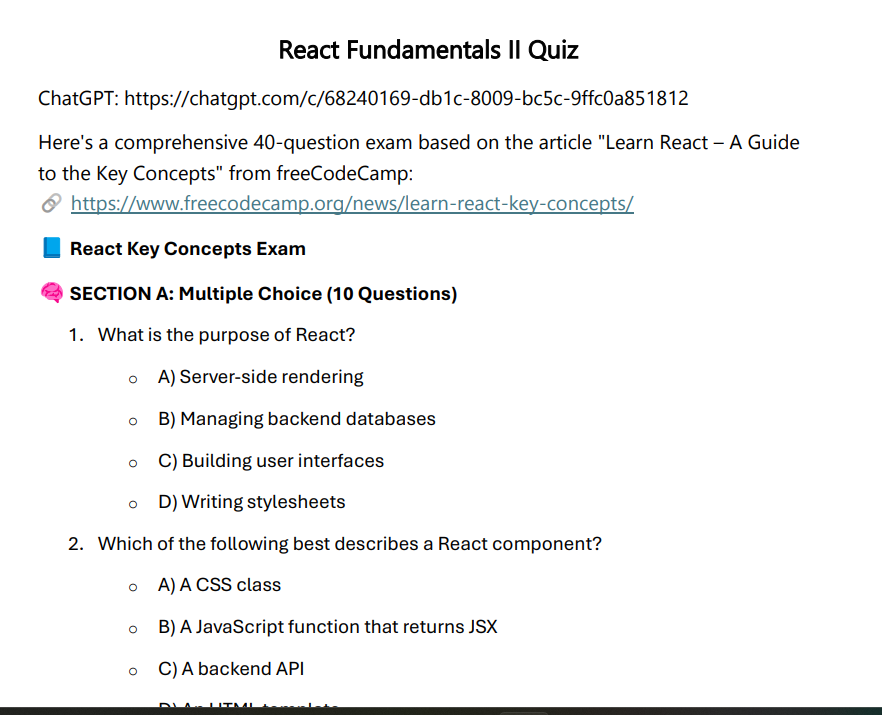 React Fundamentals II Quiz
ChatGPT: https://chatgpt.com/c/68240169-db1c-8009-bc5c-9ffc0a851812
Here's a comprehensive 40-question exam based on the article "Learn React – A Guide
to the Key Concepts" from freeCodeCamp:
🔗 https://www.freecodecamp.org/news/learn-react-key-concepts/
📘 React Key Concepts Exam
🧠 SECTION A: Multiple Choice (10 Questions)
1. What is the purpose of React?
o A) Server-side rendering
o B) Managing backend databases
o C) Building user interfaces
o D) Writing stylesheets
2. Which of the following best describes a React component?
o A) A CSS class
o B) A JavaScript function that returns JSX
o C) A backend API
D) An HTML template